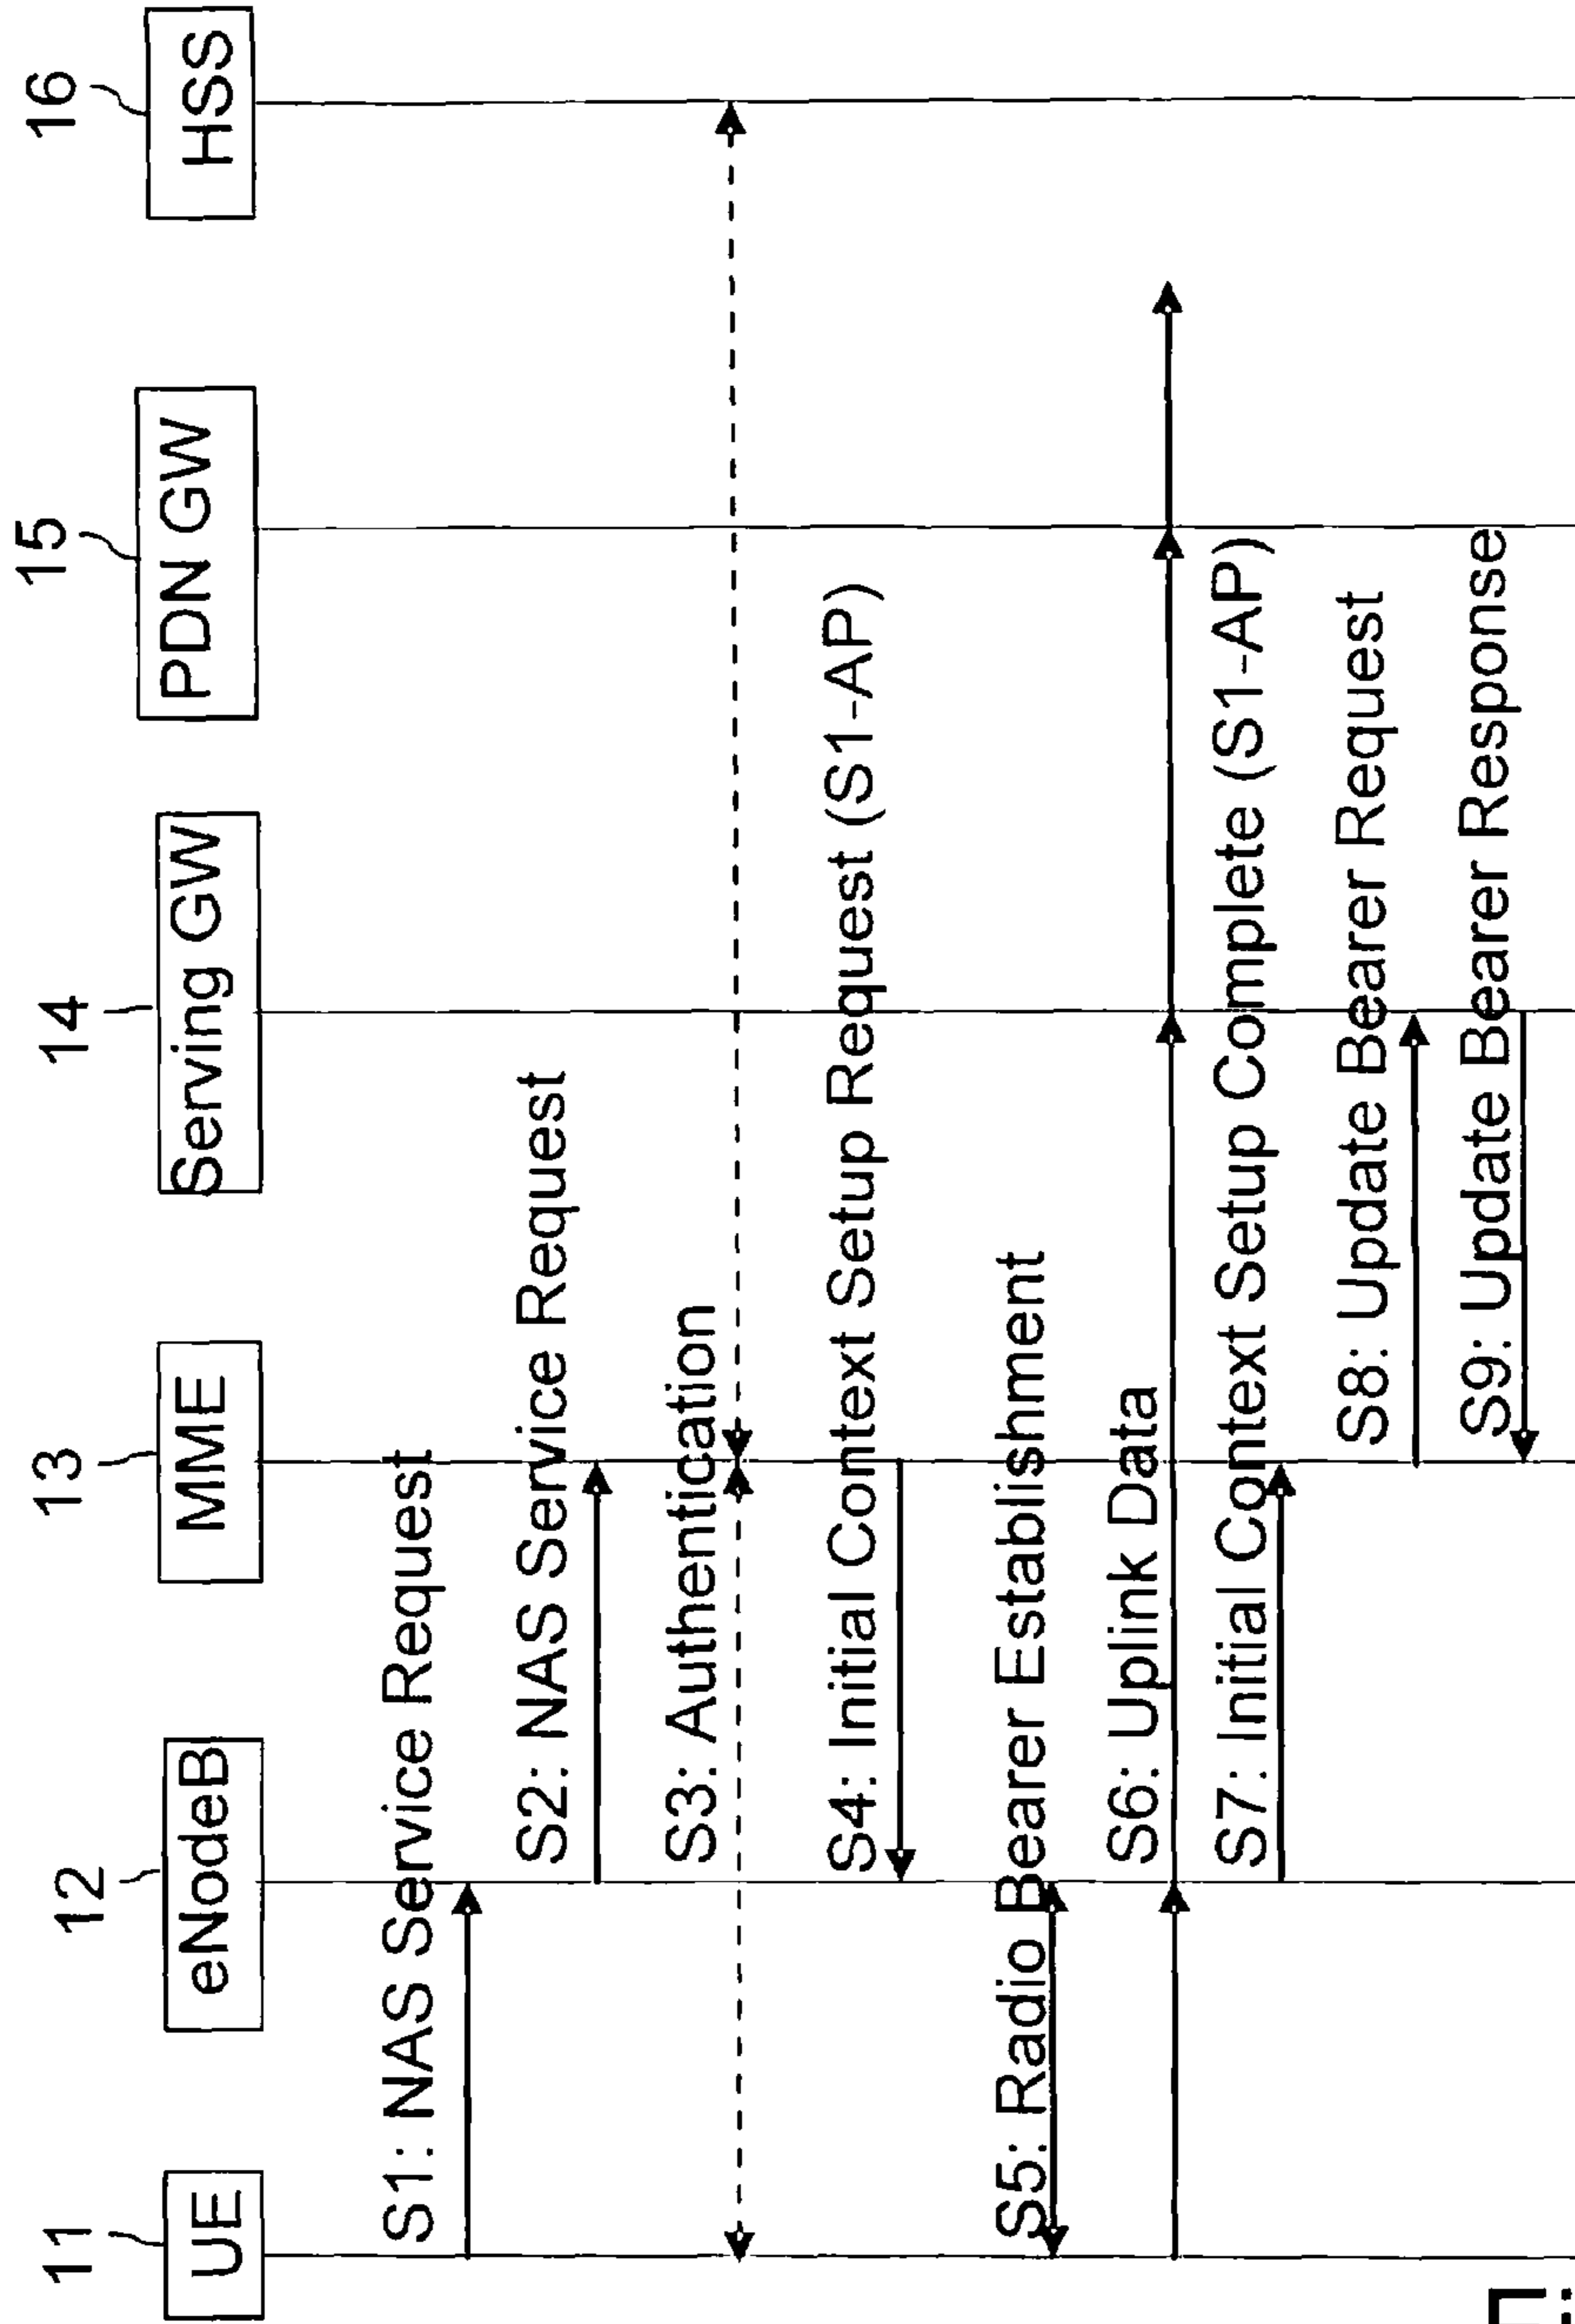 11
12
13
14
15
16
UE
eNodeB
MME
Serving GW
PDN GW
HSS
S1: NAS Service Request
S2: NAS Service Request
S3: Authentication
S4: Initial Context Setup Request (S1-AP)
S5: Radio Bearer Establishment
S6: Uplink Data
S7: Initial Context Setup Complete (S1-AP)
S8: Update Bearer Request
S9: Update Bearer Response